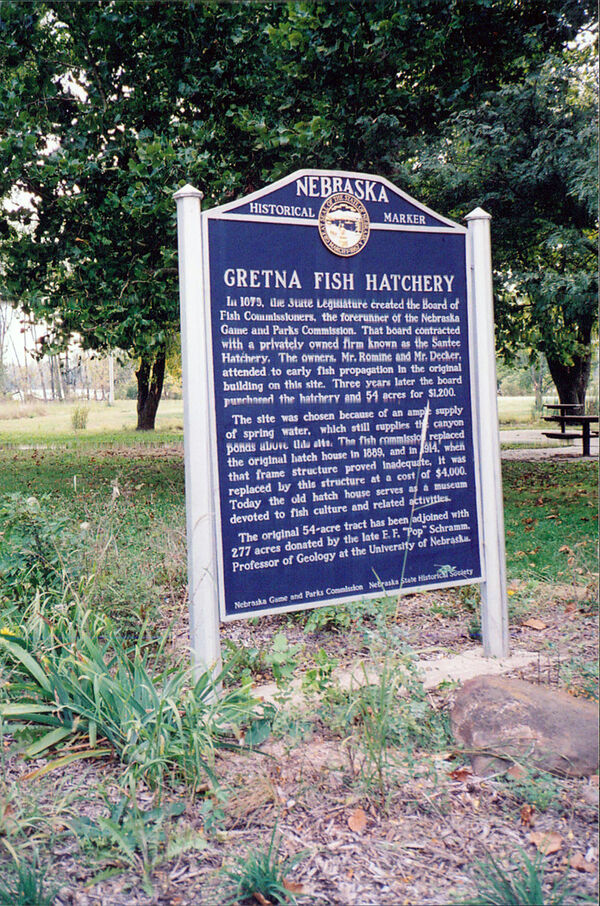 NEBRASKA
HISTORICAL MARKER
GRETNA FISH HATCHERY
In 1879, the State Legislature created the Board of
Fish Commissioners, the forerunner of the Nebraska
Game and Parks Commission. That board contracted
with a privately owned firm known as the Santee
Hatchery. The owners, Mr. Romine and Mr. Decker,
attended to early fish propagation in the original
building on this site. Three years later the board
purchased the hatchery and 54 acres for $1,200.
The site was chosen because of an ample supply
of spring water, which still supplies the canyon
ponds above this site. The fish commission replaced
the original hatch house in 1889, and in 1914, when
that frame structure proved inadequate, it was
replaced by this structure at a cost of $4,000.
Today the old hatch house serves as a museum
devoted to fish culture and related activities.
The original 54-acre tract has been adjoined with
277 acres donated by the late E. F. "Pop" Schramm,
Professor of Geology at the University of Nebraska.
Nebraska Game and Parks Commission Nebraska State Historical Society